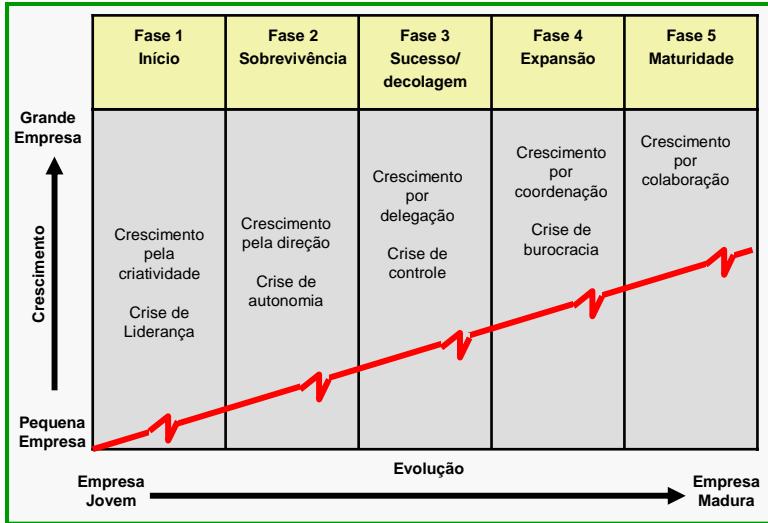 Fase 1
Início
Fase 2
Sobrevivência
Fase 3
Sucesso/
decolagem
Fase 4
Expansão
Fase 5
Maturidade
Grande
Empresa
Crescimento
Pequena
Empresa
Crescimento
pela
criatividade
Crise de
Liderança
Crescimento
pela direção
Crise de
autonomia
Crescimento
por
delegação
Crise de
controle
Crescimento
por
coordenação
Crise de
burocracia
Crescimento
por
colaboração
Evolução
Empresa
Jovem
Empresa
Madura